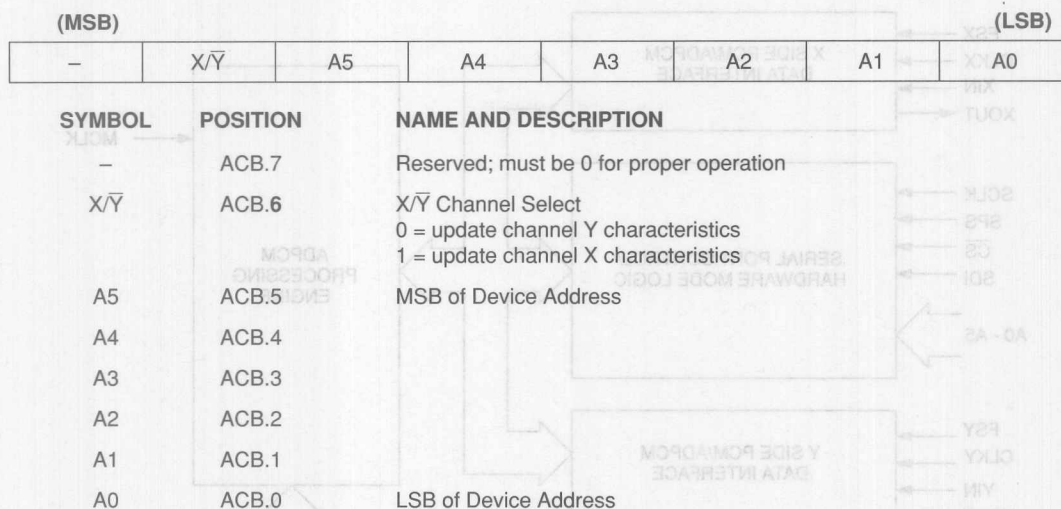 (MSB) (LSB)
– X/Y̅ A5 A4 A3 A2 A1 A0
SYMBOL POSITION NAME AND DESCRIPTION
– ACB.7 Reserved; must be 0 for proper operation
X/Y̅ ACB.6 X/Y̅ Channel Select
0 = update channel Y characteristics
1 = update channel X characteristics
A5 ACB.5 MSB of Device Address
A4 ACB.4
A3 ACB.3
A2 ACB.2
A1 ACB.1
A0 ACB.0 LSB of Device Address